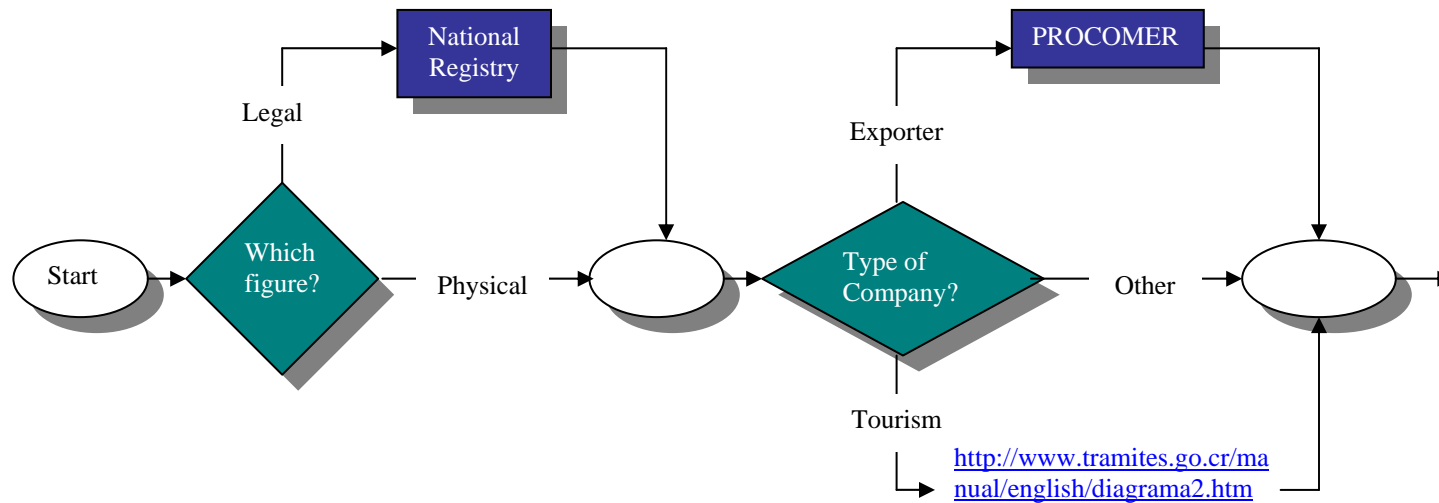 National
Registry
PROCOMER
Legal
Exporter
Start
Which
figure?
Physical
Type of
Company?
Other
Tourism
http://www.tramites.go.cr/ma
nual/english/diagrama2.htm